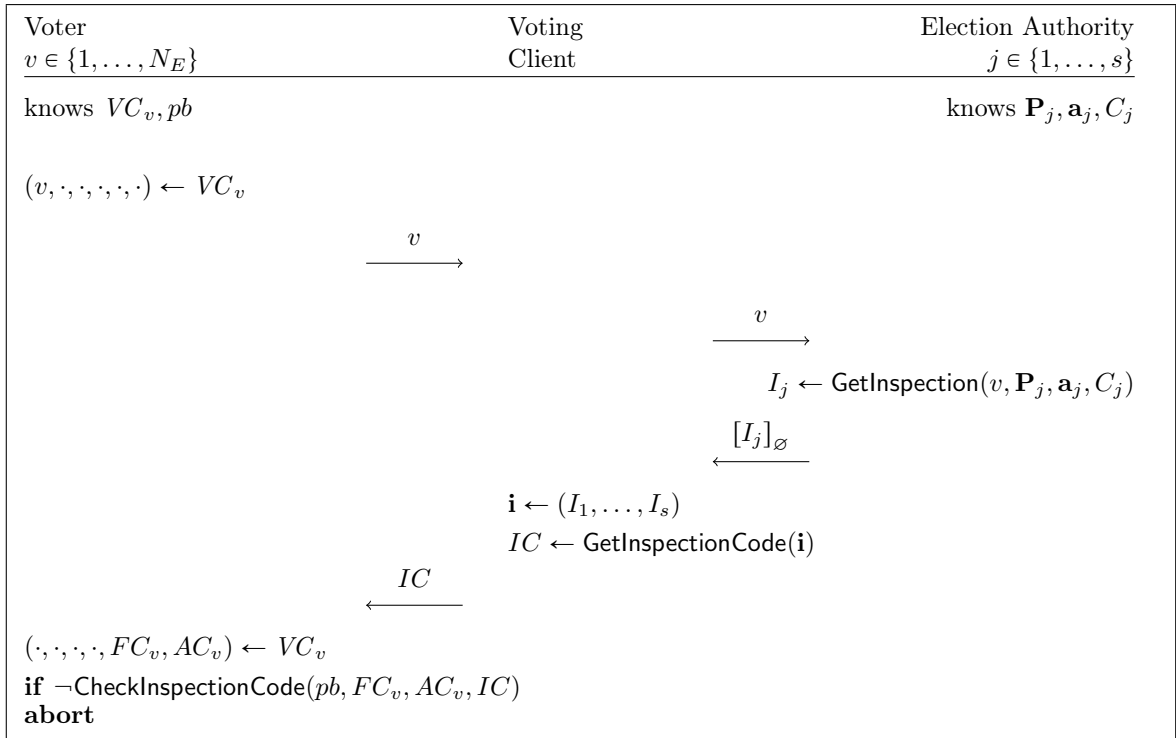 Voter Voting Election Authority
v ∈ {1, . . . , N_E} Client j ∈ {1, . . . , s}
knows VC_v, pb knows P_j, a_j, C_j
(v, ·, ·, ·, ·, ·) ← VC_v
v
v
I_j ← GetInspection(v, P_j, a_j, C_j)
[I_j]_∅
i ← (I_1, . . . , I_s)
IC ← GetInspectionCode(i)
IC
(·, ·, ·, ·, FC_v, AC_v) ← VC_v
if ¬CheckInspectionCode(pb, FC_v, AC_v, IC)
abort